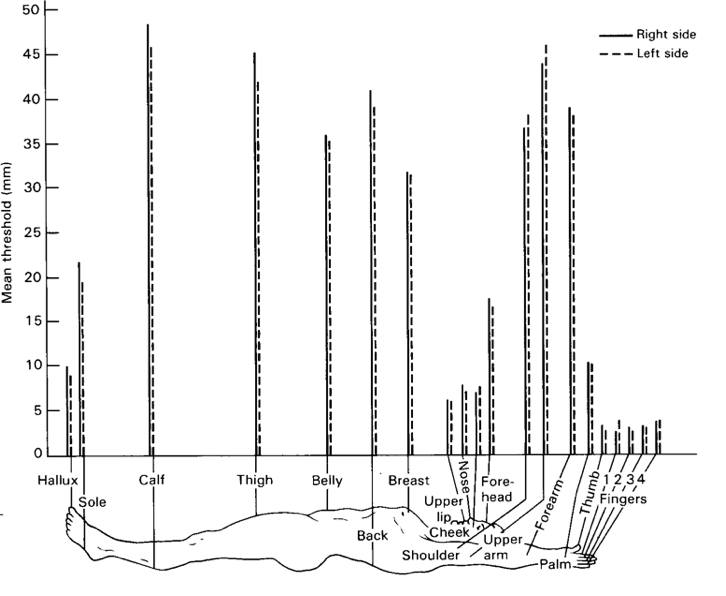 50
45
40
35
30
25
20
15
10
5
0
Mean threshold (mm)
Right side
Left side
Hallux
Sole
Calf
Thigh
Belly
Back
Breast
Nose
Upper
lip
Cheek
Fore-
head
Shoulder
Upper
arm
Forearm
Palm
Thumb
1 2 3 4
Fingers